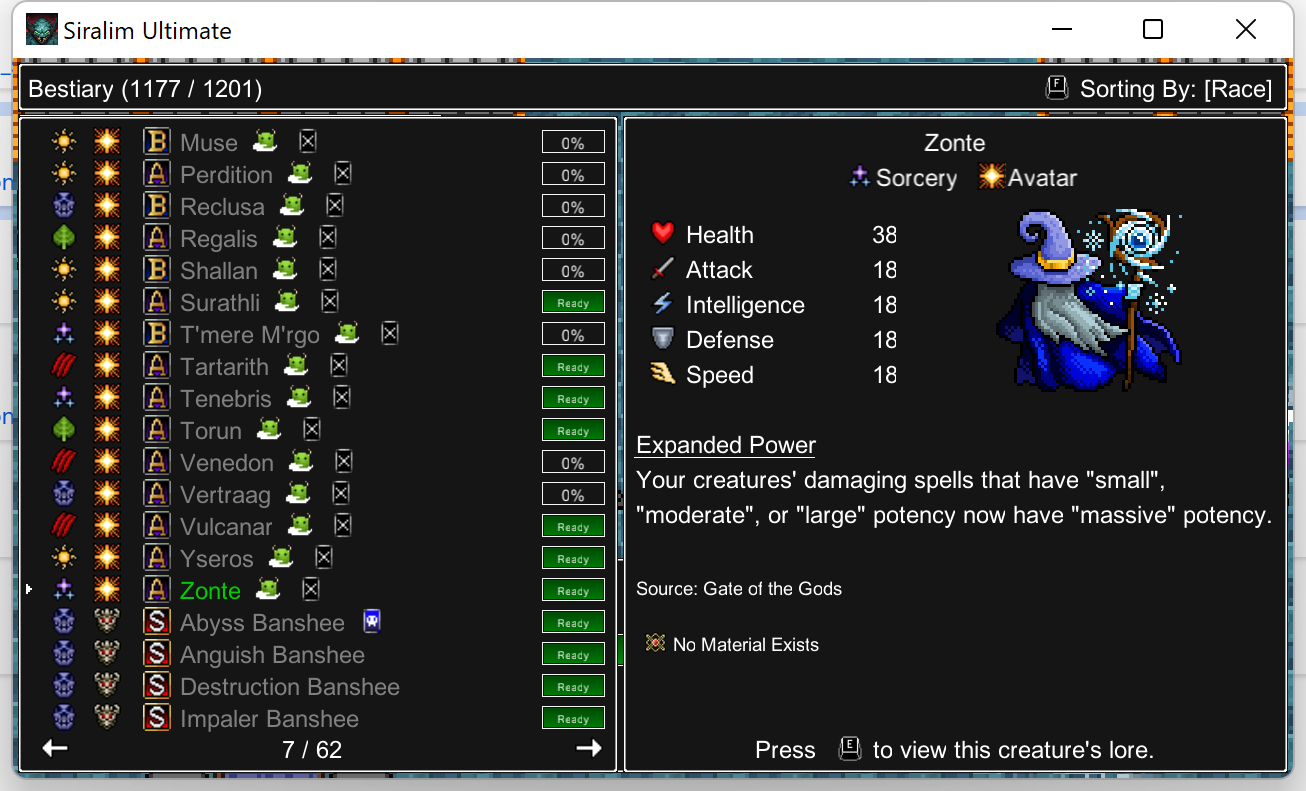 Siralim Ultimate
Bestiary (1177 / 1201)
F Sorting By: [Race]
B Muse 0%
A Perdition 0%
B Reclusa 0%
A Regalis 0%
B Shallan 0%
A Surathli Ready
B T'mere M'rgo 0%
A Tartarith Ready
A Tenebris Ready
A Torun Ready
A Venedon 0%
A Vertraag 0%
A Vulcanar Ready
A Yseros Ready
A Zonte Ready
S Abyss Banshee Ready
S Anguish Banshee Ready
S Destruction Banshee Ready
S Impaler Banshee Ready
7 / 62
Zonte
Sorcery Avatar
Health 38
Attack 18
Intelligence 18
Defense 18
Speed 18
Expanded Power
Your creatures' damaging spells that have "small",
"moderate", or "large" potency now have "massive" potency.
Source: Gate of the Gods
No Material Exists
Press E to view this creature's lore.